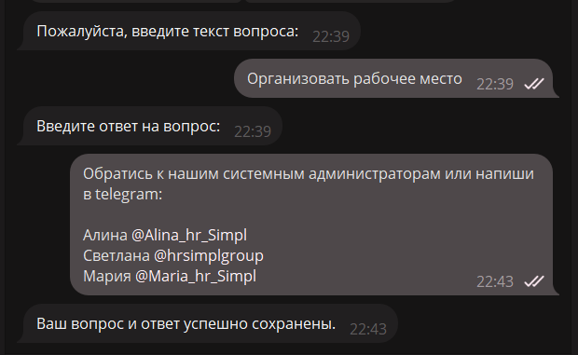 Пожалуйста, введите текст вопроса: 22:39
Организовать рабочее место 22:39
Введите ответ на вопрос: 22:39
Обратись к нашим системным администраторам или напиши
в telegram:
Алина @Alina_hr_Simpl
Светлана @hrsimplgroup
Мария @Maria_hr_Simpl
22:43
Ваш вопрос и ответ успешно сохранены. 22:43